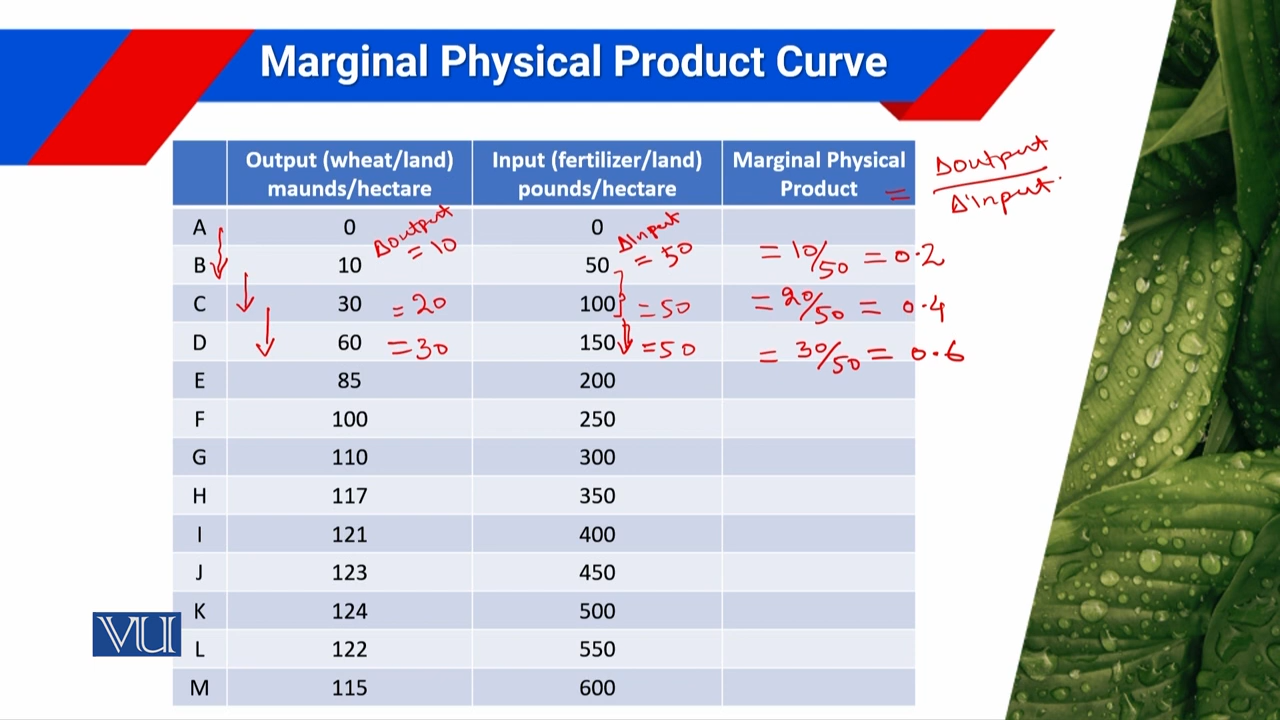 Marginal Physical Product Curve
Output (wheat/land) maunds/hectare Input (fertilizer/land) pounds/hectare Marginal Physical Product = Δoutput/Δinput
A 0 Δoutput = 10 0 Δinput = 50
B 10 50 = 10/50 = 0.2
C 30 = 20 100 = 50 = 20/50 = 0.4
D 60 = 30 150 = 50 = 30/50 = 0.6
E 85 200
F 100 250
G 110 300
H 117 350
I 121 400
J 123 450
K 124 500
VU
L 122 550
M 115 600